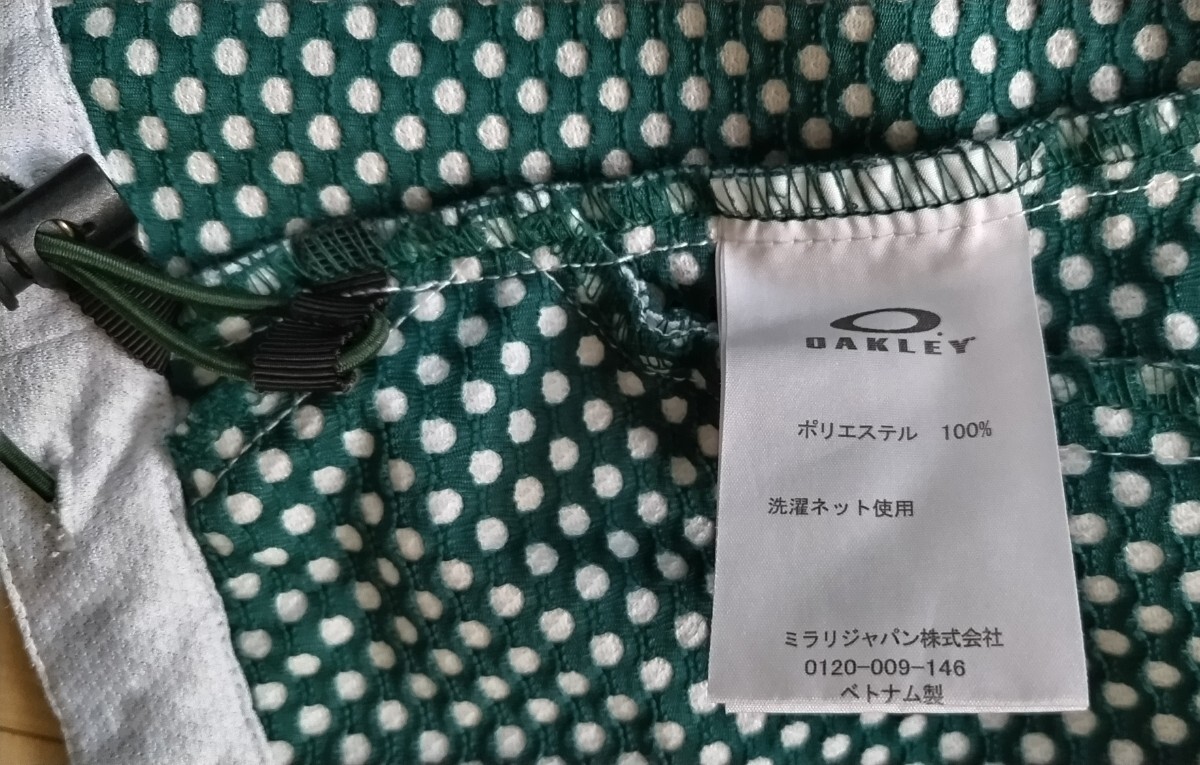 OAKLEY
ポリエステル 100%
洗濯ネット使用
ミラリジャパン株式会社
0120-009-146
ベトナム製